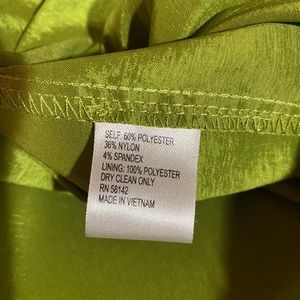 SELF: 60% POLYESTER
36% NYLON
4% SPANDEX
LINING: 100% POLYESTER
DRY CLEAN ONLY
RN 58142
MADE IN VIETNAM